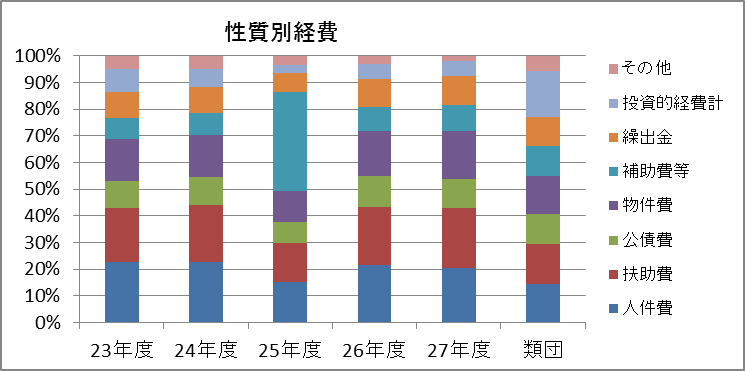 性質別経費
100%
90%
80%
70%
60%
50%
40%
30%
20%
10%
0%
23年度 24年度 25年度 26年度 27年度 類団
その他
投資的経費計
繰出金
補助費等
物件費
公債費
扶助費
人件費